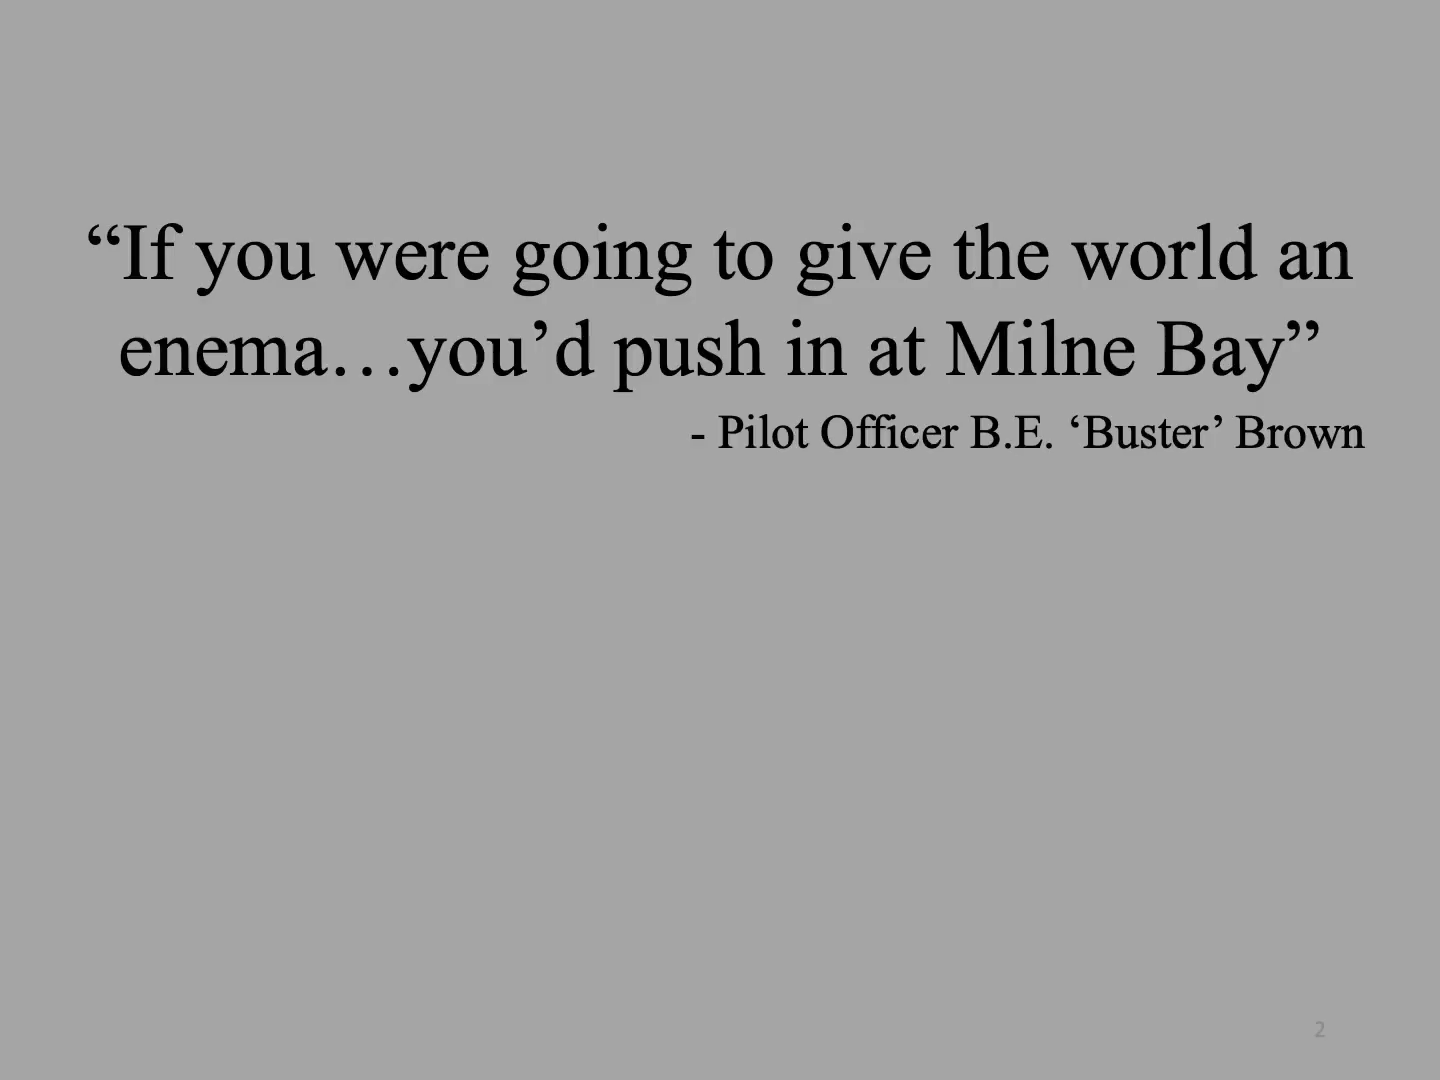 “If you were going to give the world an
enema…you’d push in at Milne Bay”
- Pilot Officer B.E. ‘Buster’ Brown
2